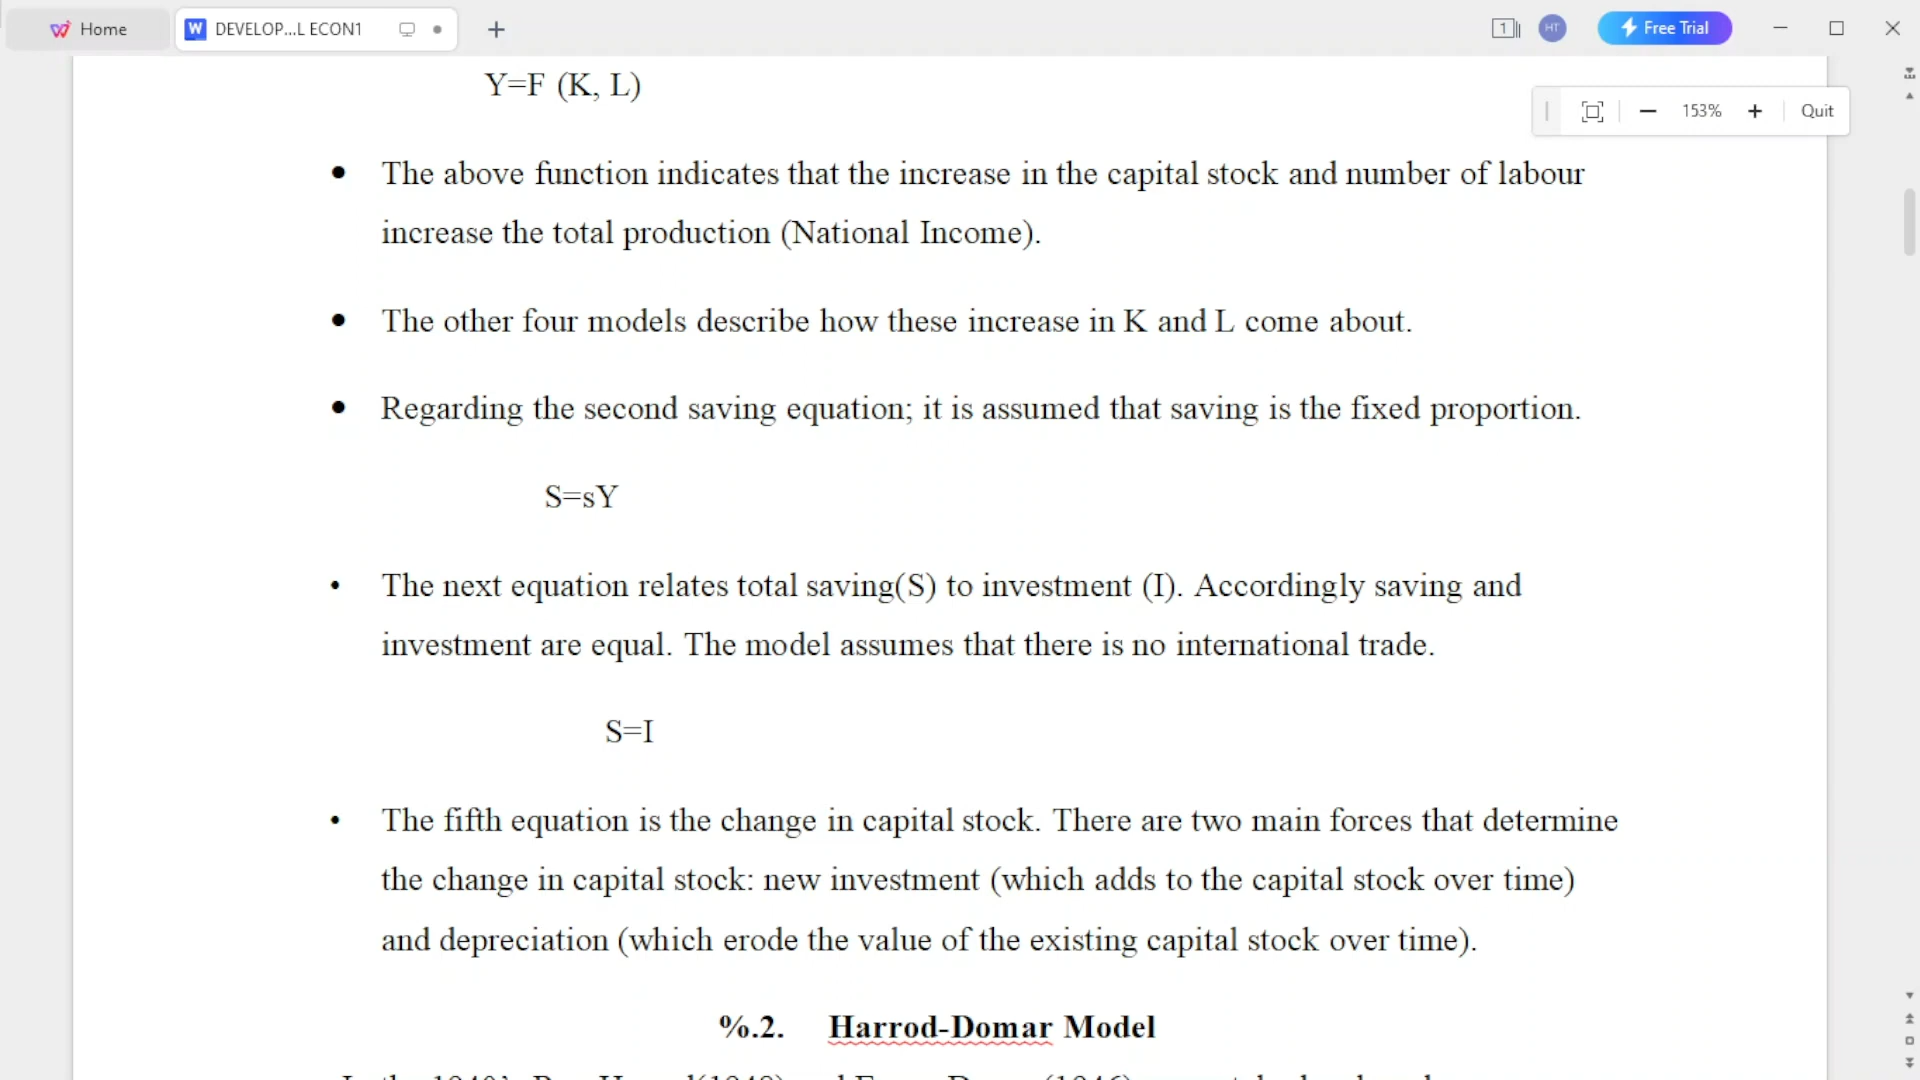 Home
DEVELOP...L ECON1
1
HT
Free Trial
Y=F (K, L)
153%
Quit
The above function indicates that the increase in the capital stock and number of labour
increase the total production (National Income).
The other four models describe how these increase in K and L come about.
Regarding the second saving equation; it is assumed that saving is the fixed proportion.
S=sY
The next equation relates total saving(S) to investment (I). Accordingly saving and
investment are equal. The model assumes that there is no international trade.
S=I
The fifth equation is the change in capital stock. There are two main forces that determine
the change in capital stock: new investment (which adds to the capital stock over time)
and depreciation (which erode the value of the existing capital stock over time).
%.2. Harrod-Domar Model